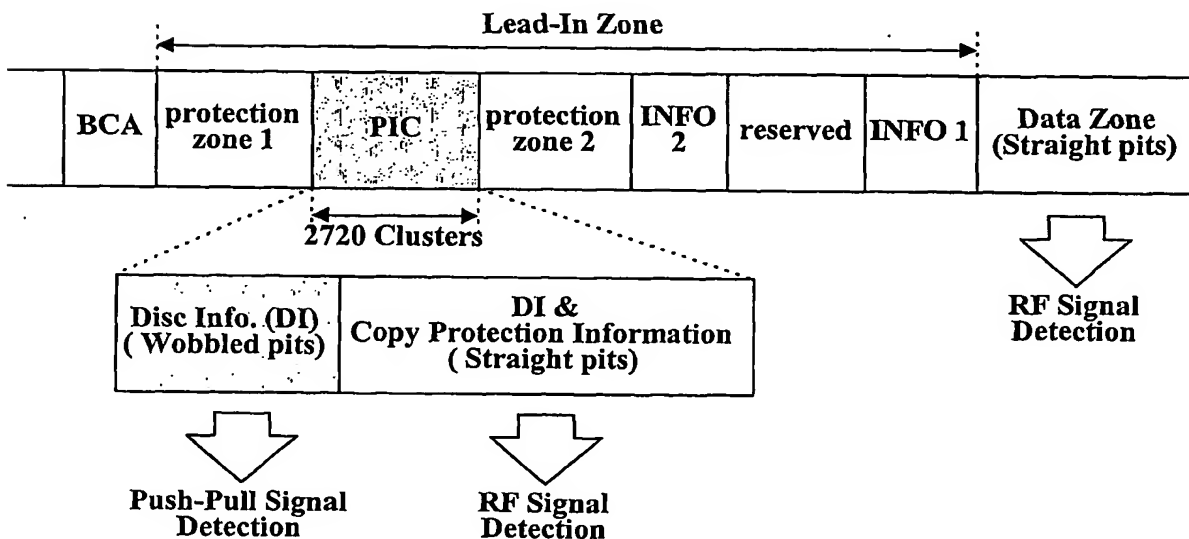 Lead-In Zone
BCA
protection
zone 1
PIC
protection
zone 2
INFO
2
reserved
INFO 1
Data Zone
(Straight pits)
2720 Clusters
Disc Info. (DI)
( Wobbled pits)
DI &
Copy Protection Information
( Straight pits)
RF Signal
Detection
Push-Pull Signal
Detection
RF Signal
Detection